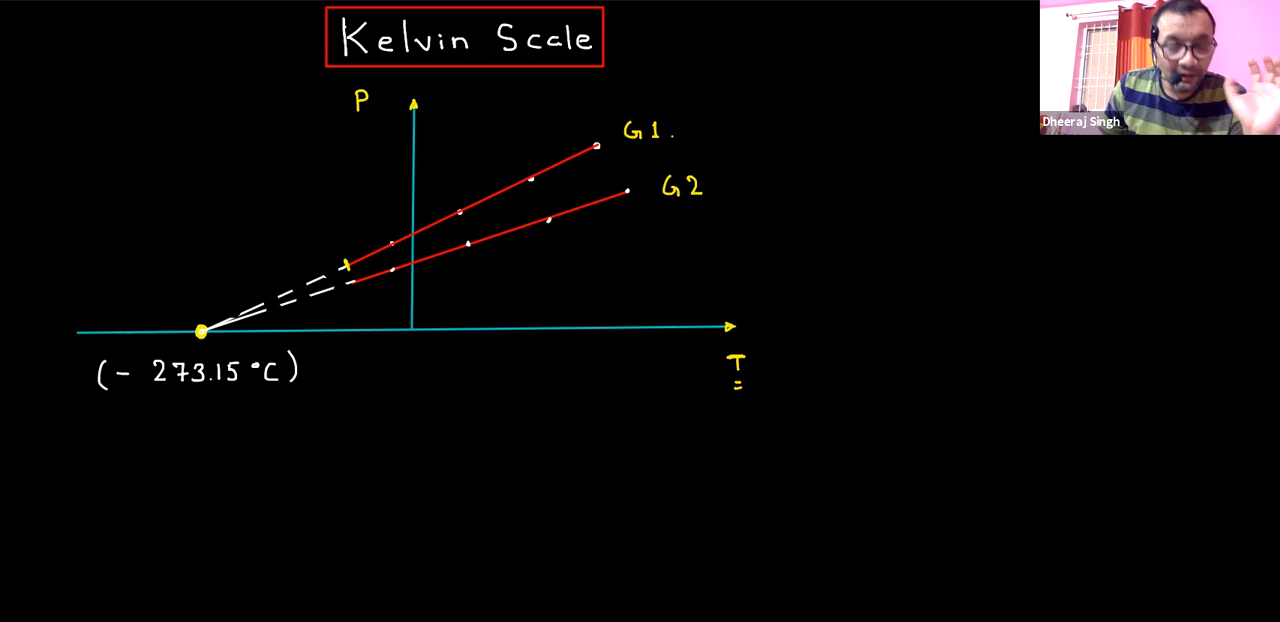 Kelvin Scale
P
G1.
G2
(- 273.15 °C)
T
Dheeraj Singh